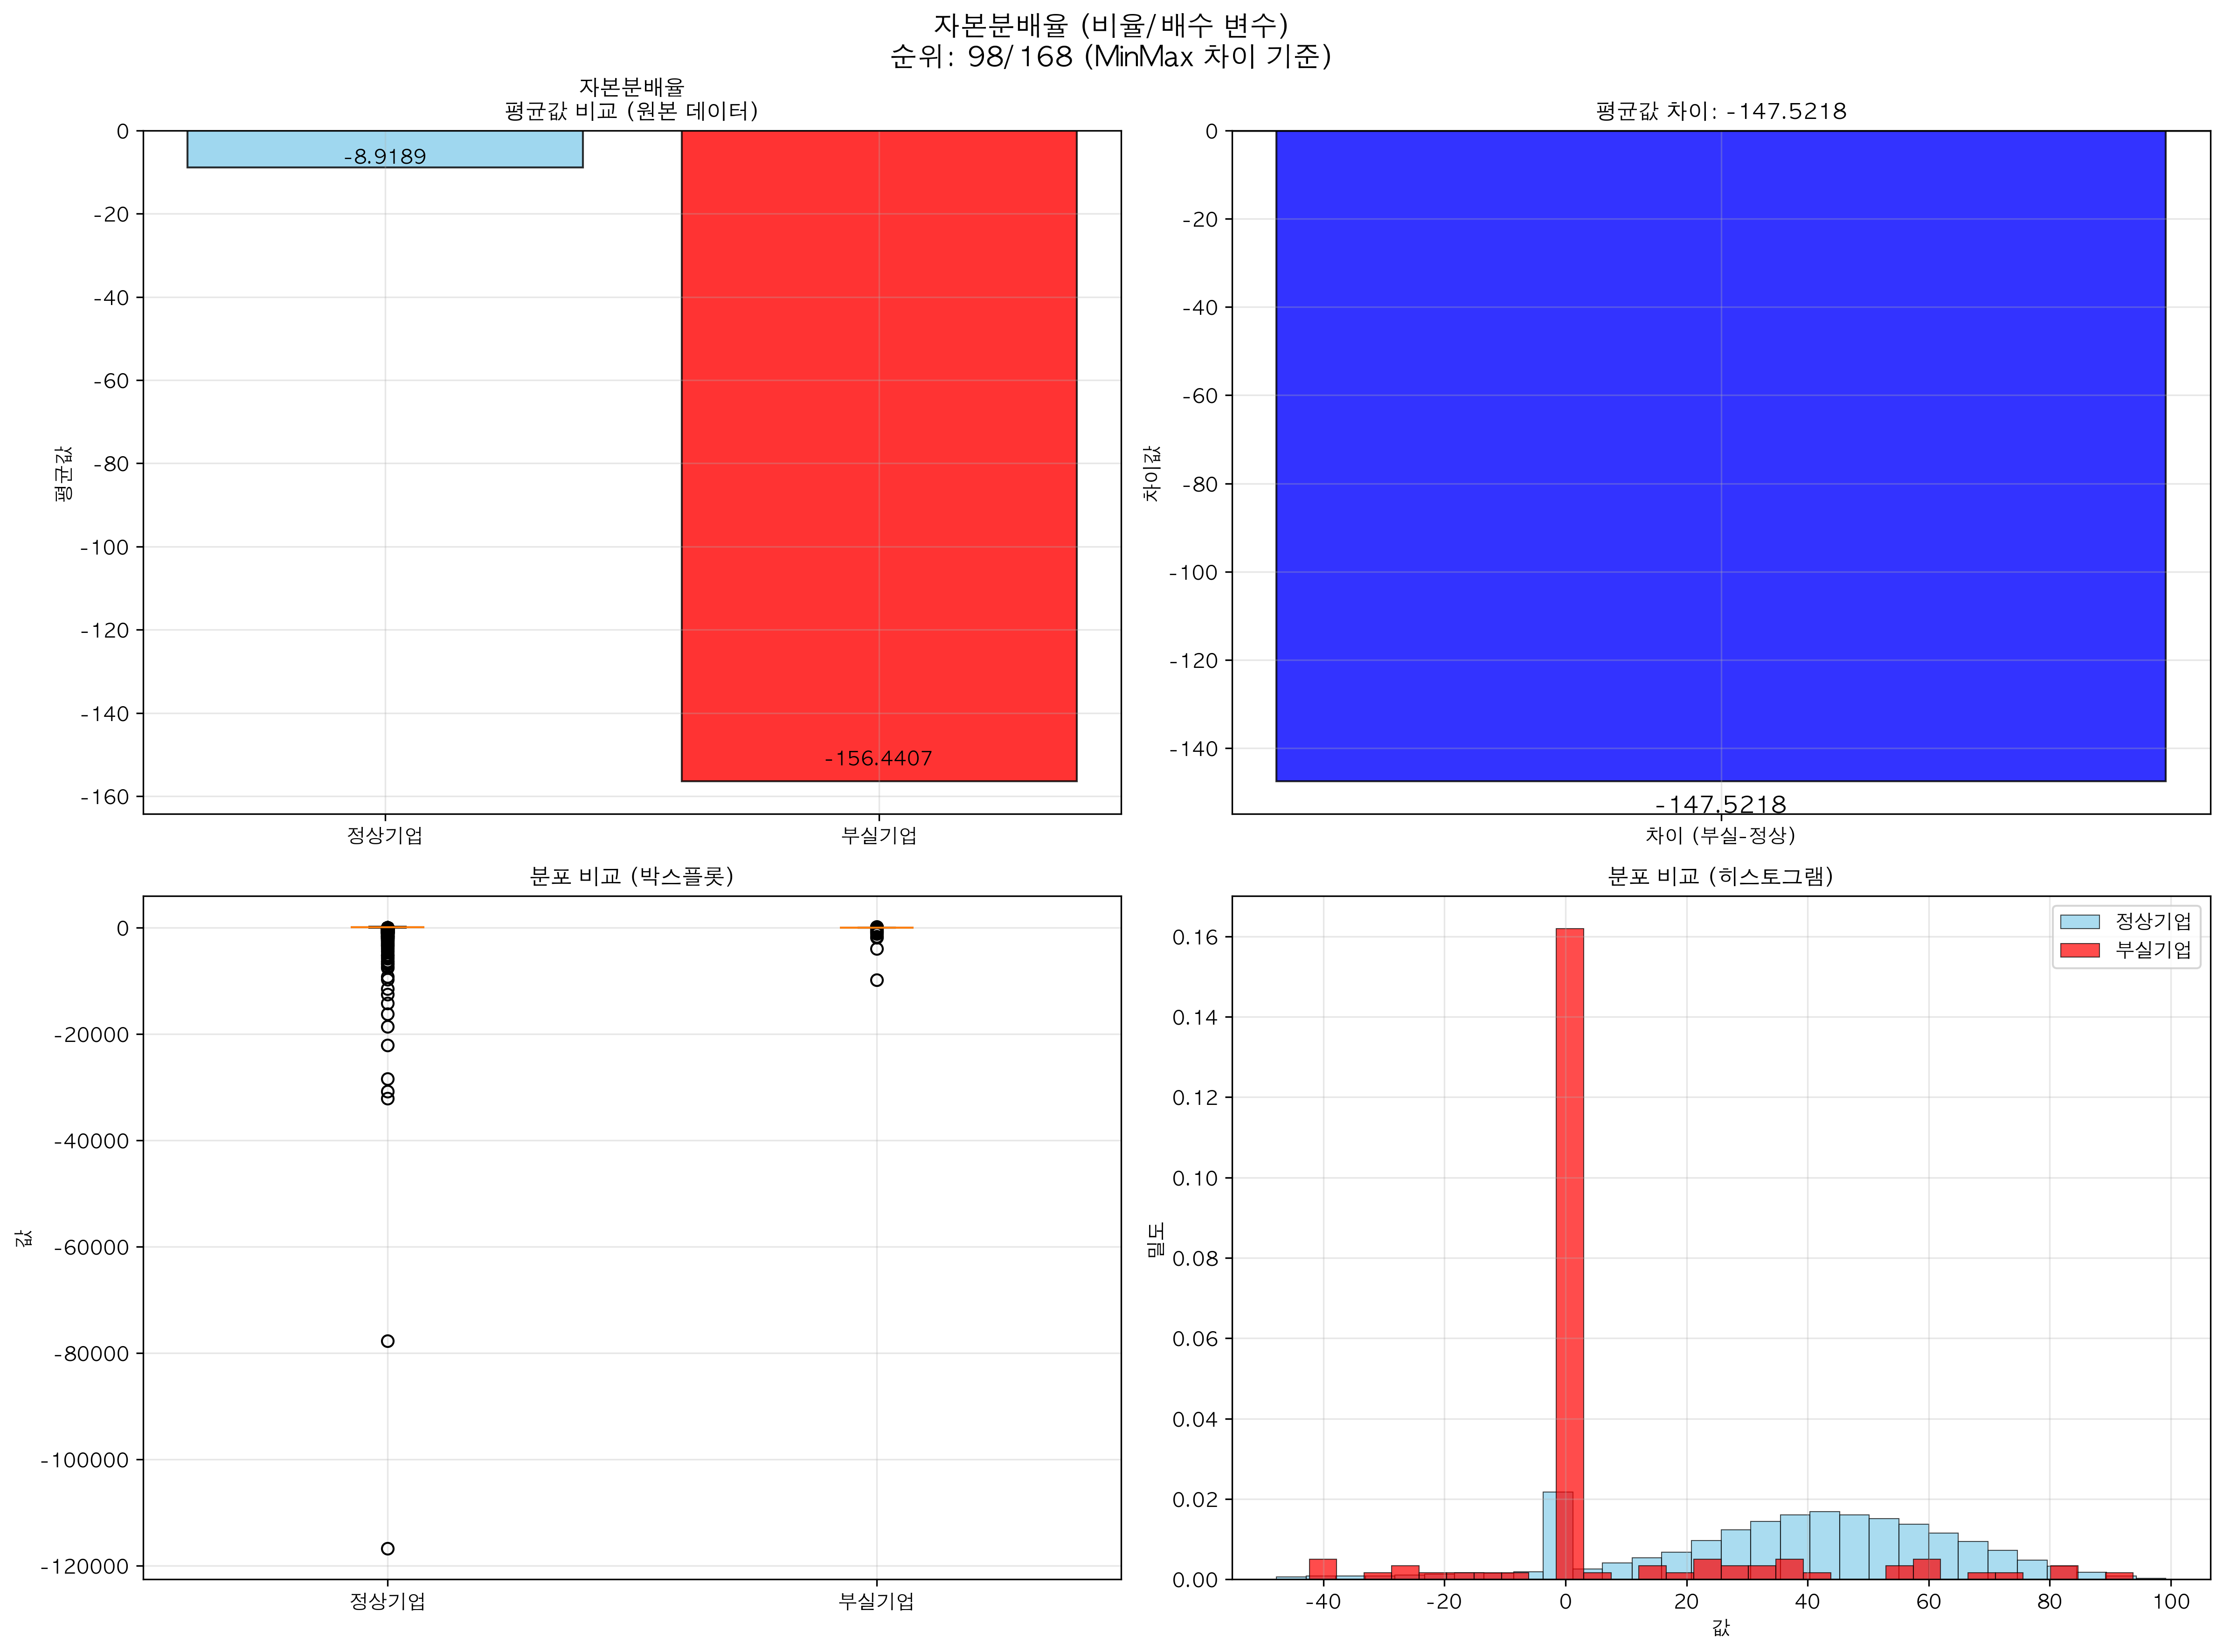 자본분배율 (비율/배수 변수)
순위: 98/168 (MinMax 차이 기준)
자본분배율
평균값 비교 (원본 데이터)
0
-20
-40
-60
-80
-100
-120
-140
-160
평균값
-8.9189
-156.4407
정상기업
부실기업
평균값 차이: -147.5218
0
-20
-40
-60
-80
-100
-120
-140
차이값
-147.5218
차이 (부실-정상)
분포 비교 (박스플롯)
0
-20000
-40000
-60000
-80000
-100000
-120000
값
정상기업
부실기업
분포 비교 (히스토그램)
정상기업
부실기업
0.16
0.14
0.12
0.10
0.08
0.06
0.04
0.02
0.00
밀도
-40
-20
0
20
40
60
80
100
값